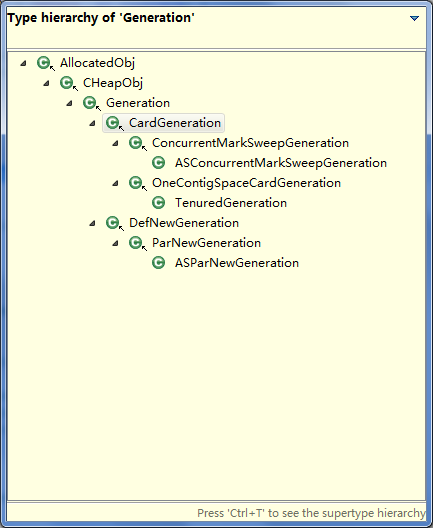 Type hierarchy of 'Generation'
AllocatedObj
CHeapObj
Generation
CardGeneration
ConcurrentMarkSweepGeneration
ASConcurrentMarkSweepGeneration
OneContigSpaceCardGeneration
TenuredGeneration
DefNewGeneration
ParNewGeneration
ASParNewGeneration
Press 'Ctrl+T' to see the supertype hierarchy